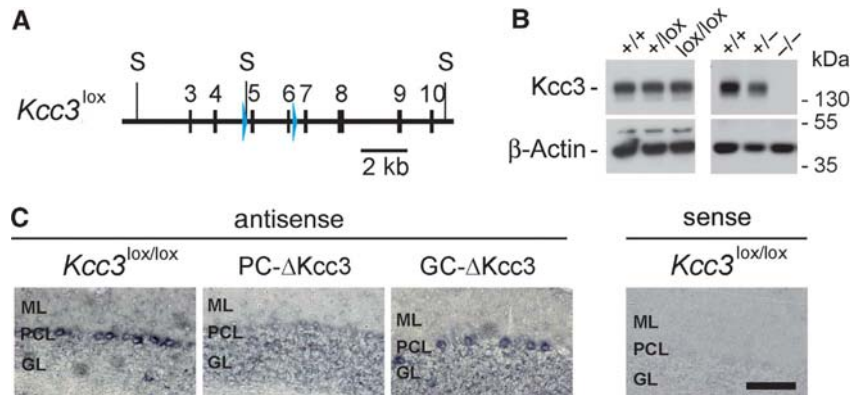 A
S S S
3 4 5 6 7 8 9 10
Kcc3lox
2 kb
B
+/+ +/lox lox/lox +/+ +/– –/–
kDa
Kcc3 -
- 130
- 55
β-Actin -
- 35
C
antisense sense
Kcc3lox/lox PC-ΔKcc3 GC-ΔKcc3 Kcc3lox/lox
ML ML ML ML
PCL PCL PCL PCL
GL GL GL GL